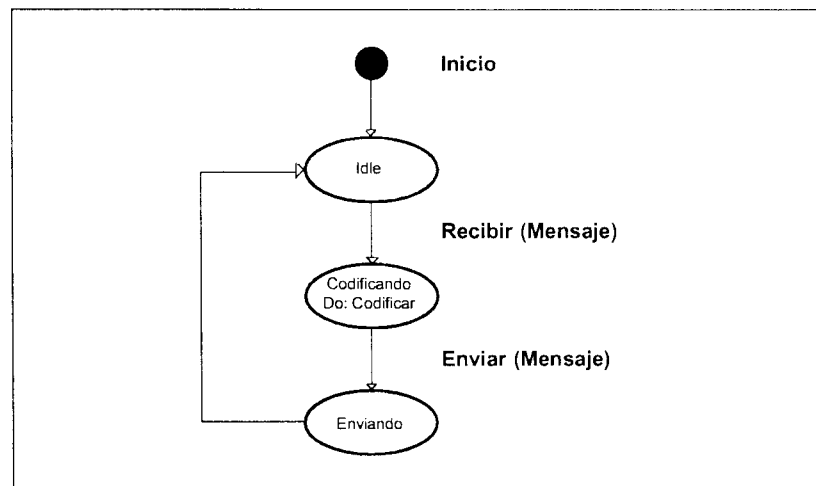 Inicio
Idle
Recibir (Mensaje)
Codificando
Do: Codificar
Enviar (Mensaje)
Enviando